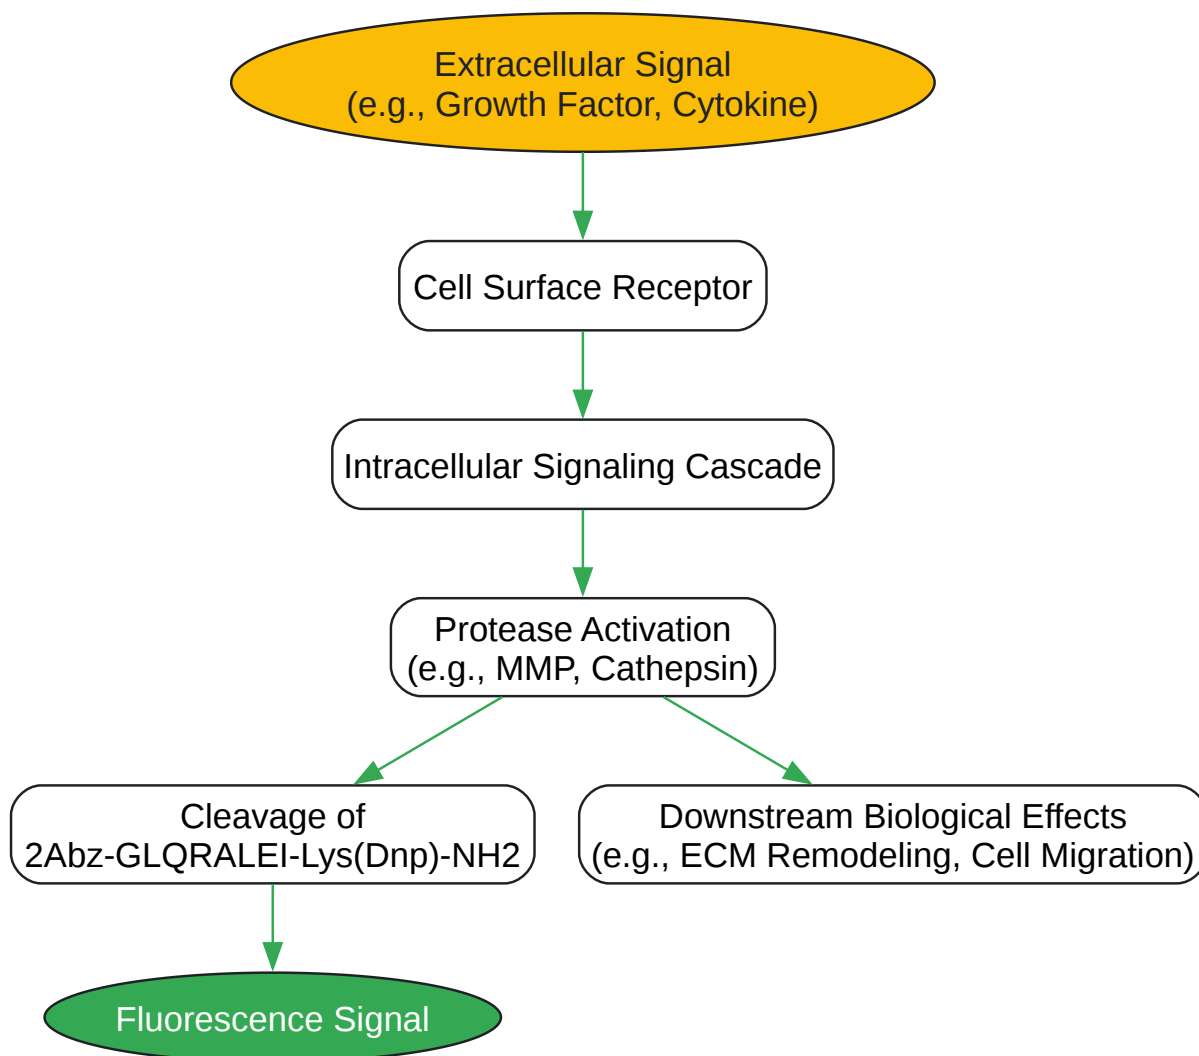 Extracellular Signal
(e.g., Growth Factor, Cytokine)
Cell Surface Receptor
Intracellular Signaling Cascade
Protease Activation
(e.g., MMP, Cathepsin)
Cleavage of
2Abz-GLQRALEI-Lys(Dnp)-NH2
Downstream Biological Effects
(e.g., ECM Remodeling, Cell Migration)
Fluorescence Signal